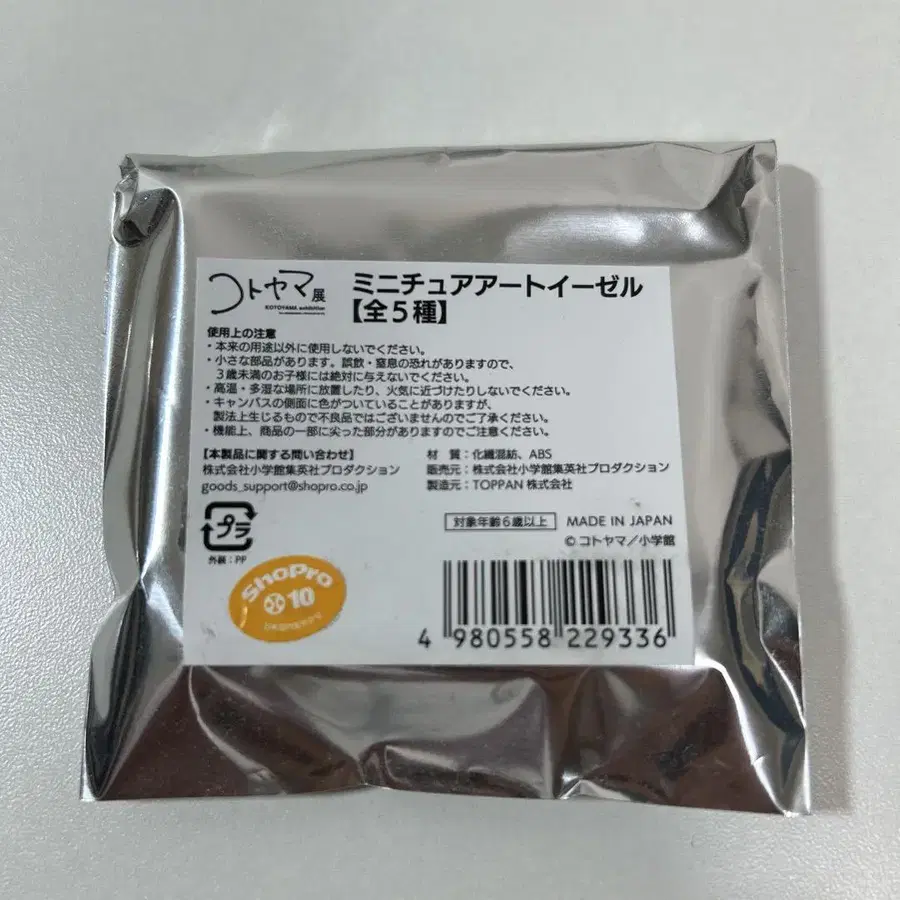 コトヤマ展
KOTOYAMA exhibition
ミニチュアアートイーゼル
【全5種】
使用上の注意
・本来の用途以外に使用しないでください。
・小さな部品があります。誤飲・窒息の恐れがありますので、
3歳未満のお子様には絶対に与えないでください。
・高温・多湿な場所に放置したり、火気に近づけたりしないでください。
・キャンバスの側面に色がついていることがありますが、
製法上生じるもので不良品ではございませんのでご了承ください。
・機能上、商品の一部に尖った部分がありますのでご注意ください。
【本製品に関する問い合わせ】
株式会社小学館集英社プロダクション
goods_support@shopro.co.jp
材 質:化繊混紡、ABS
販売元:株式会社小学館集英社プロダクション
製造元:TOPPAN 株式会社
プラ
外装:PP
対象年齢6歳以上
MADE IN JAPAN
©コトヤマ/小学館
ShoPro
10
4 980558 229336